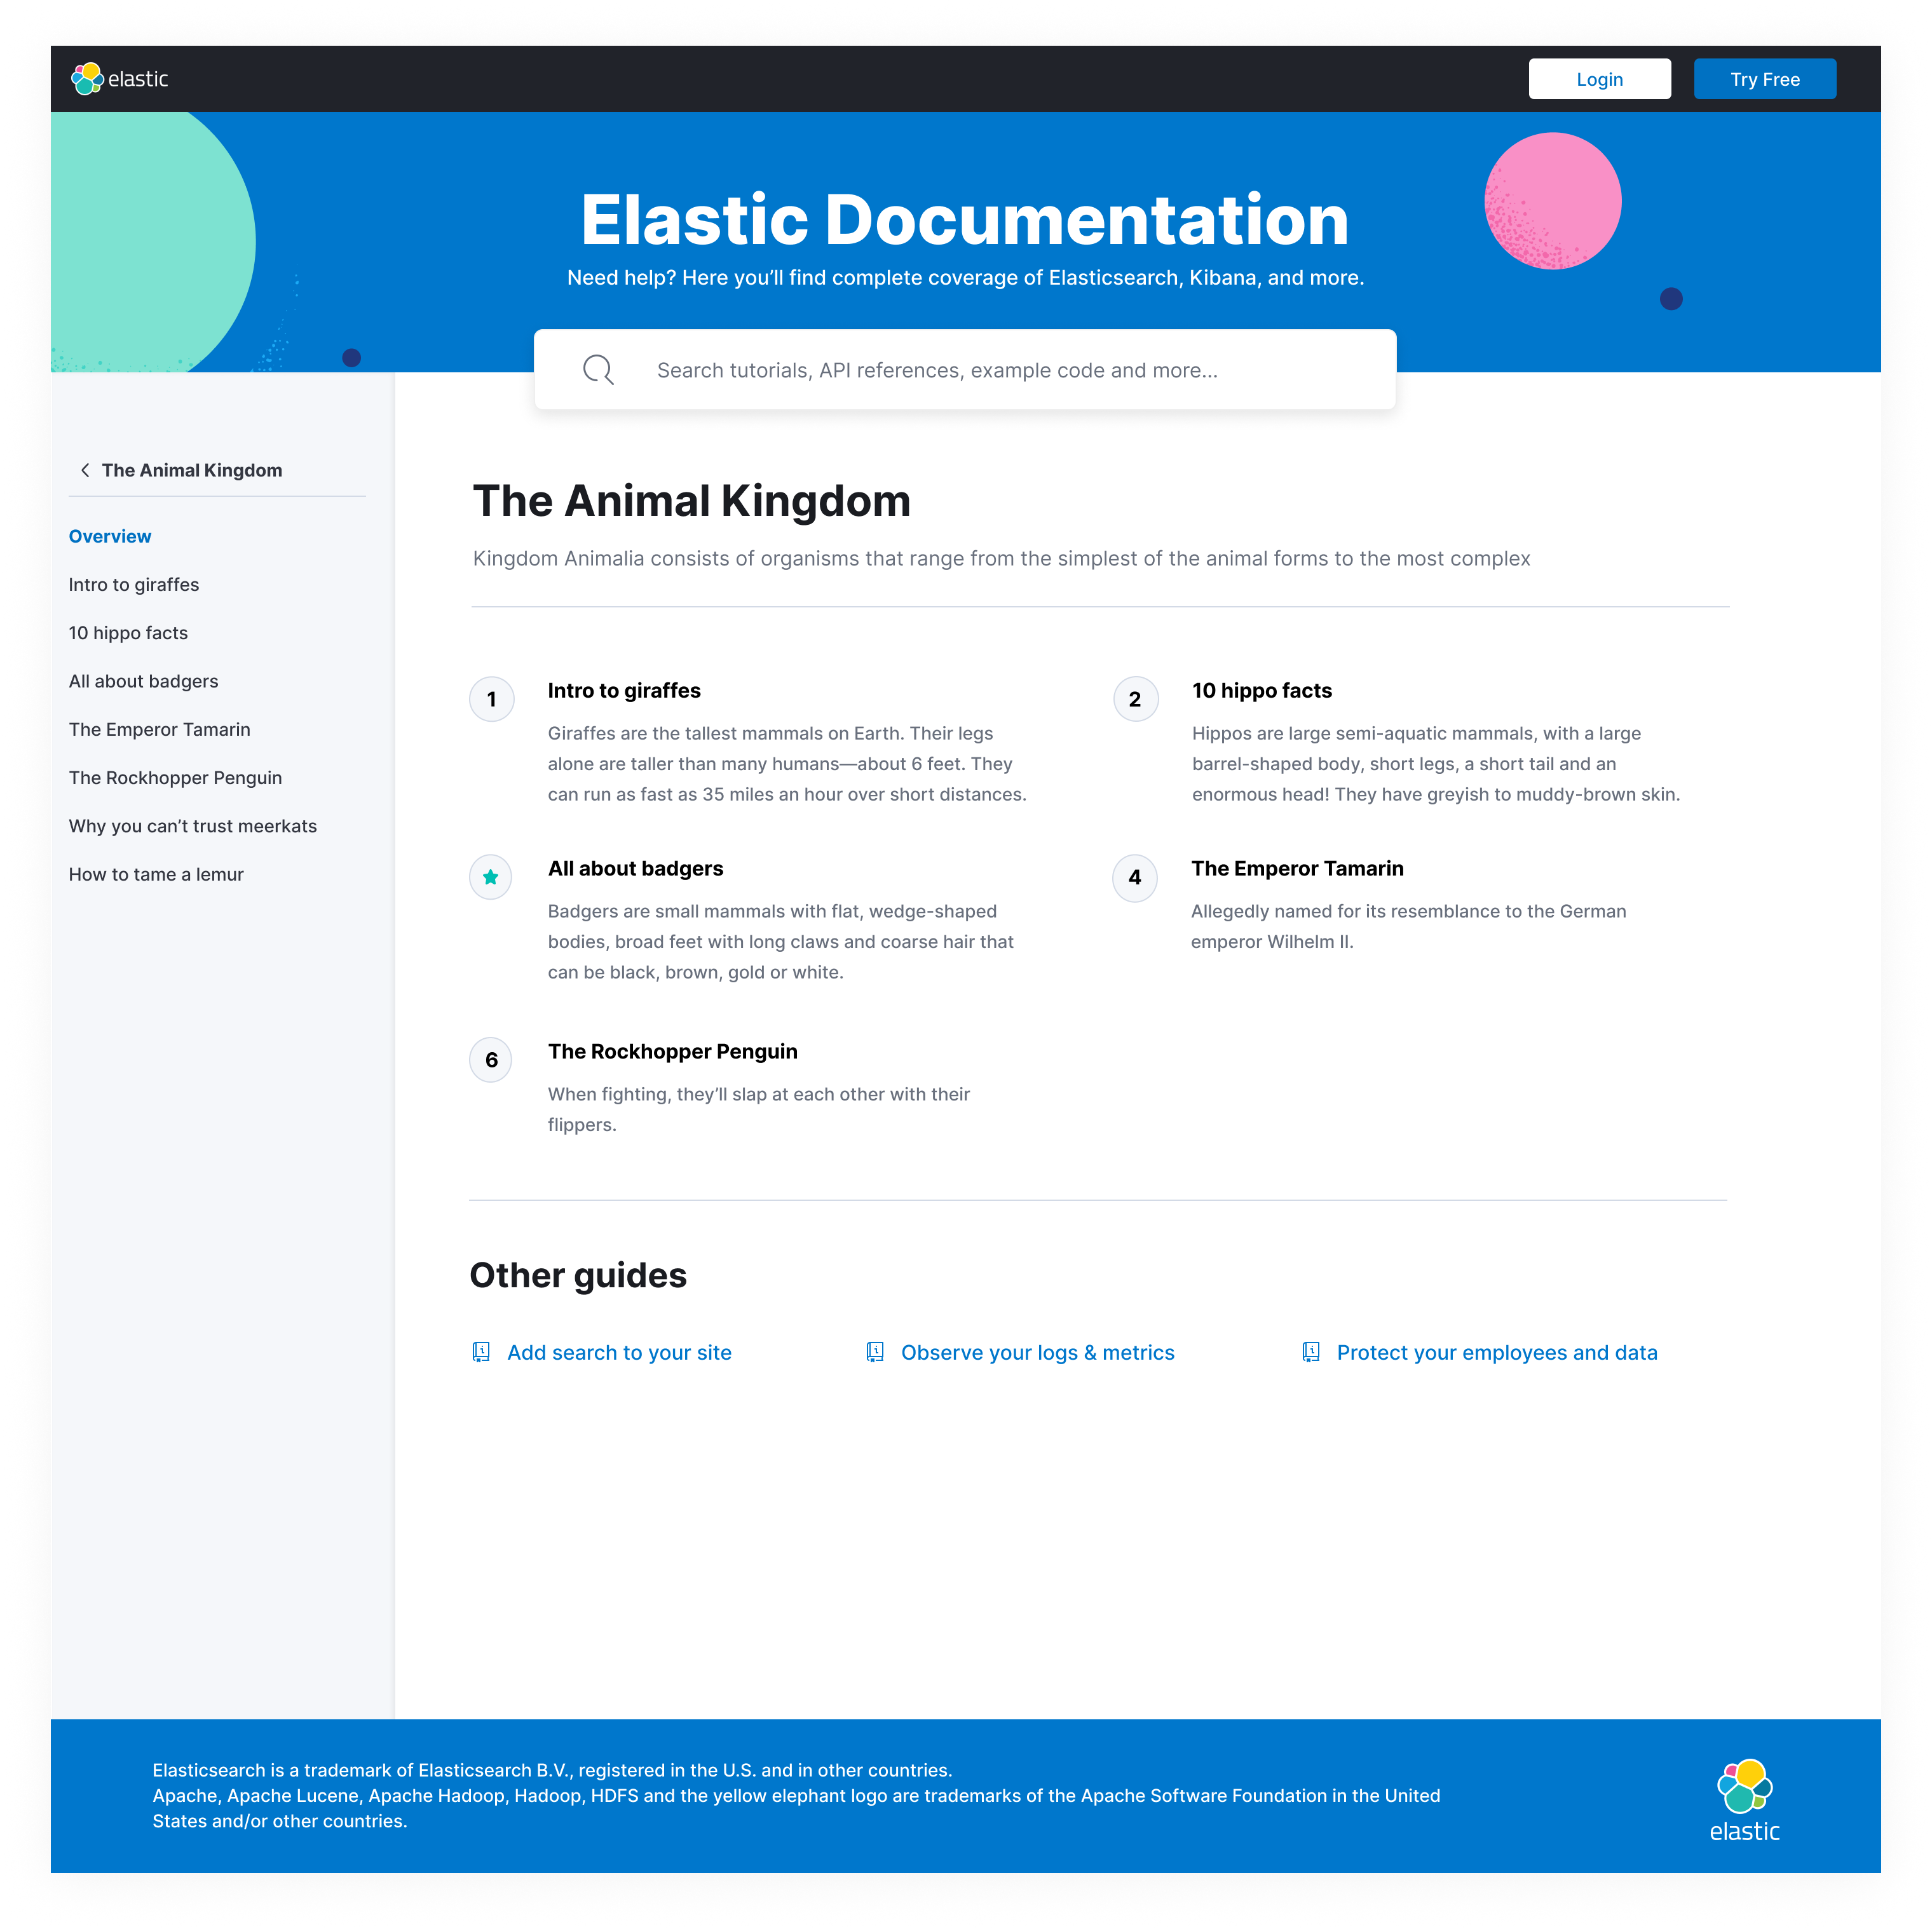 elastic
Login
Try Free
Elastic Documentation
Need help? Here you’ll find complete coverage of Elasticsearch, Kibana, and more.
Search tutorials, API references, example code and more...
The Animal Kingdom
Overview
Intro to giraffes
10 hippo facts
All about badgers
The Emperor Tamarin
The Rockhopper Penguin
Why you can’t trust meerkats
How to tame a lemur
The Animal Kingdom
Kingdom Animalia consists of organisms that range from the simplest of the animal forms to the most complex
1
Intro to giraffes
Giraffes are the tallest mammals on Earth. Their legs
alone are taller than many humans—about 6 feet. They
can run as fast as 35 miles an hour over short distances.
2
10 hippo facts
Hippos are large semi-aquatic mammals, with a large
barrel-shaped body, short legs, a short tail and an
enormous head! They have greyish to muddy-brown skin.
All about badgers
Badgers are small mammals with flat, wedge-shaped
bodies, broad feet with long claws and coarse hair that
can be black, brown, gold or white.
4
The Emperor Tamarin
Allegedly named for its resemblance to the German
emperor Wilhelm II.
6
The Rockhopper Penguin
When fighting, they’ll slap at each other with their
flippers.
Other guides
Add search to your site
Observe your logs & metrics
Protect your employees and data
Elasticsearch is a trademark of Elasticsearch B.V., registered in the U.S. and in other countries.
Apache, Apache Lucene, Apache Hadoop, Hadoop, HDFS and the yellow elephant logo are trademarks of the Apache Software Foundation in the United
States and/or other countries.
elastic